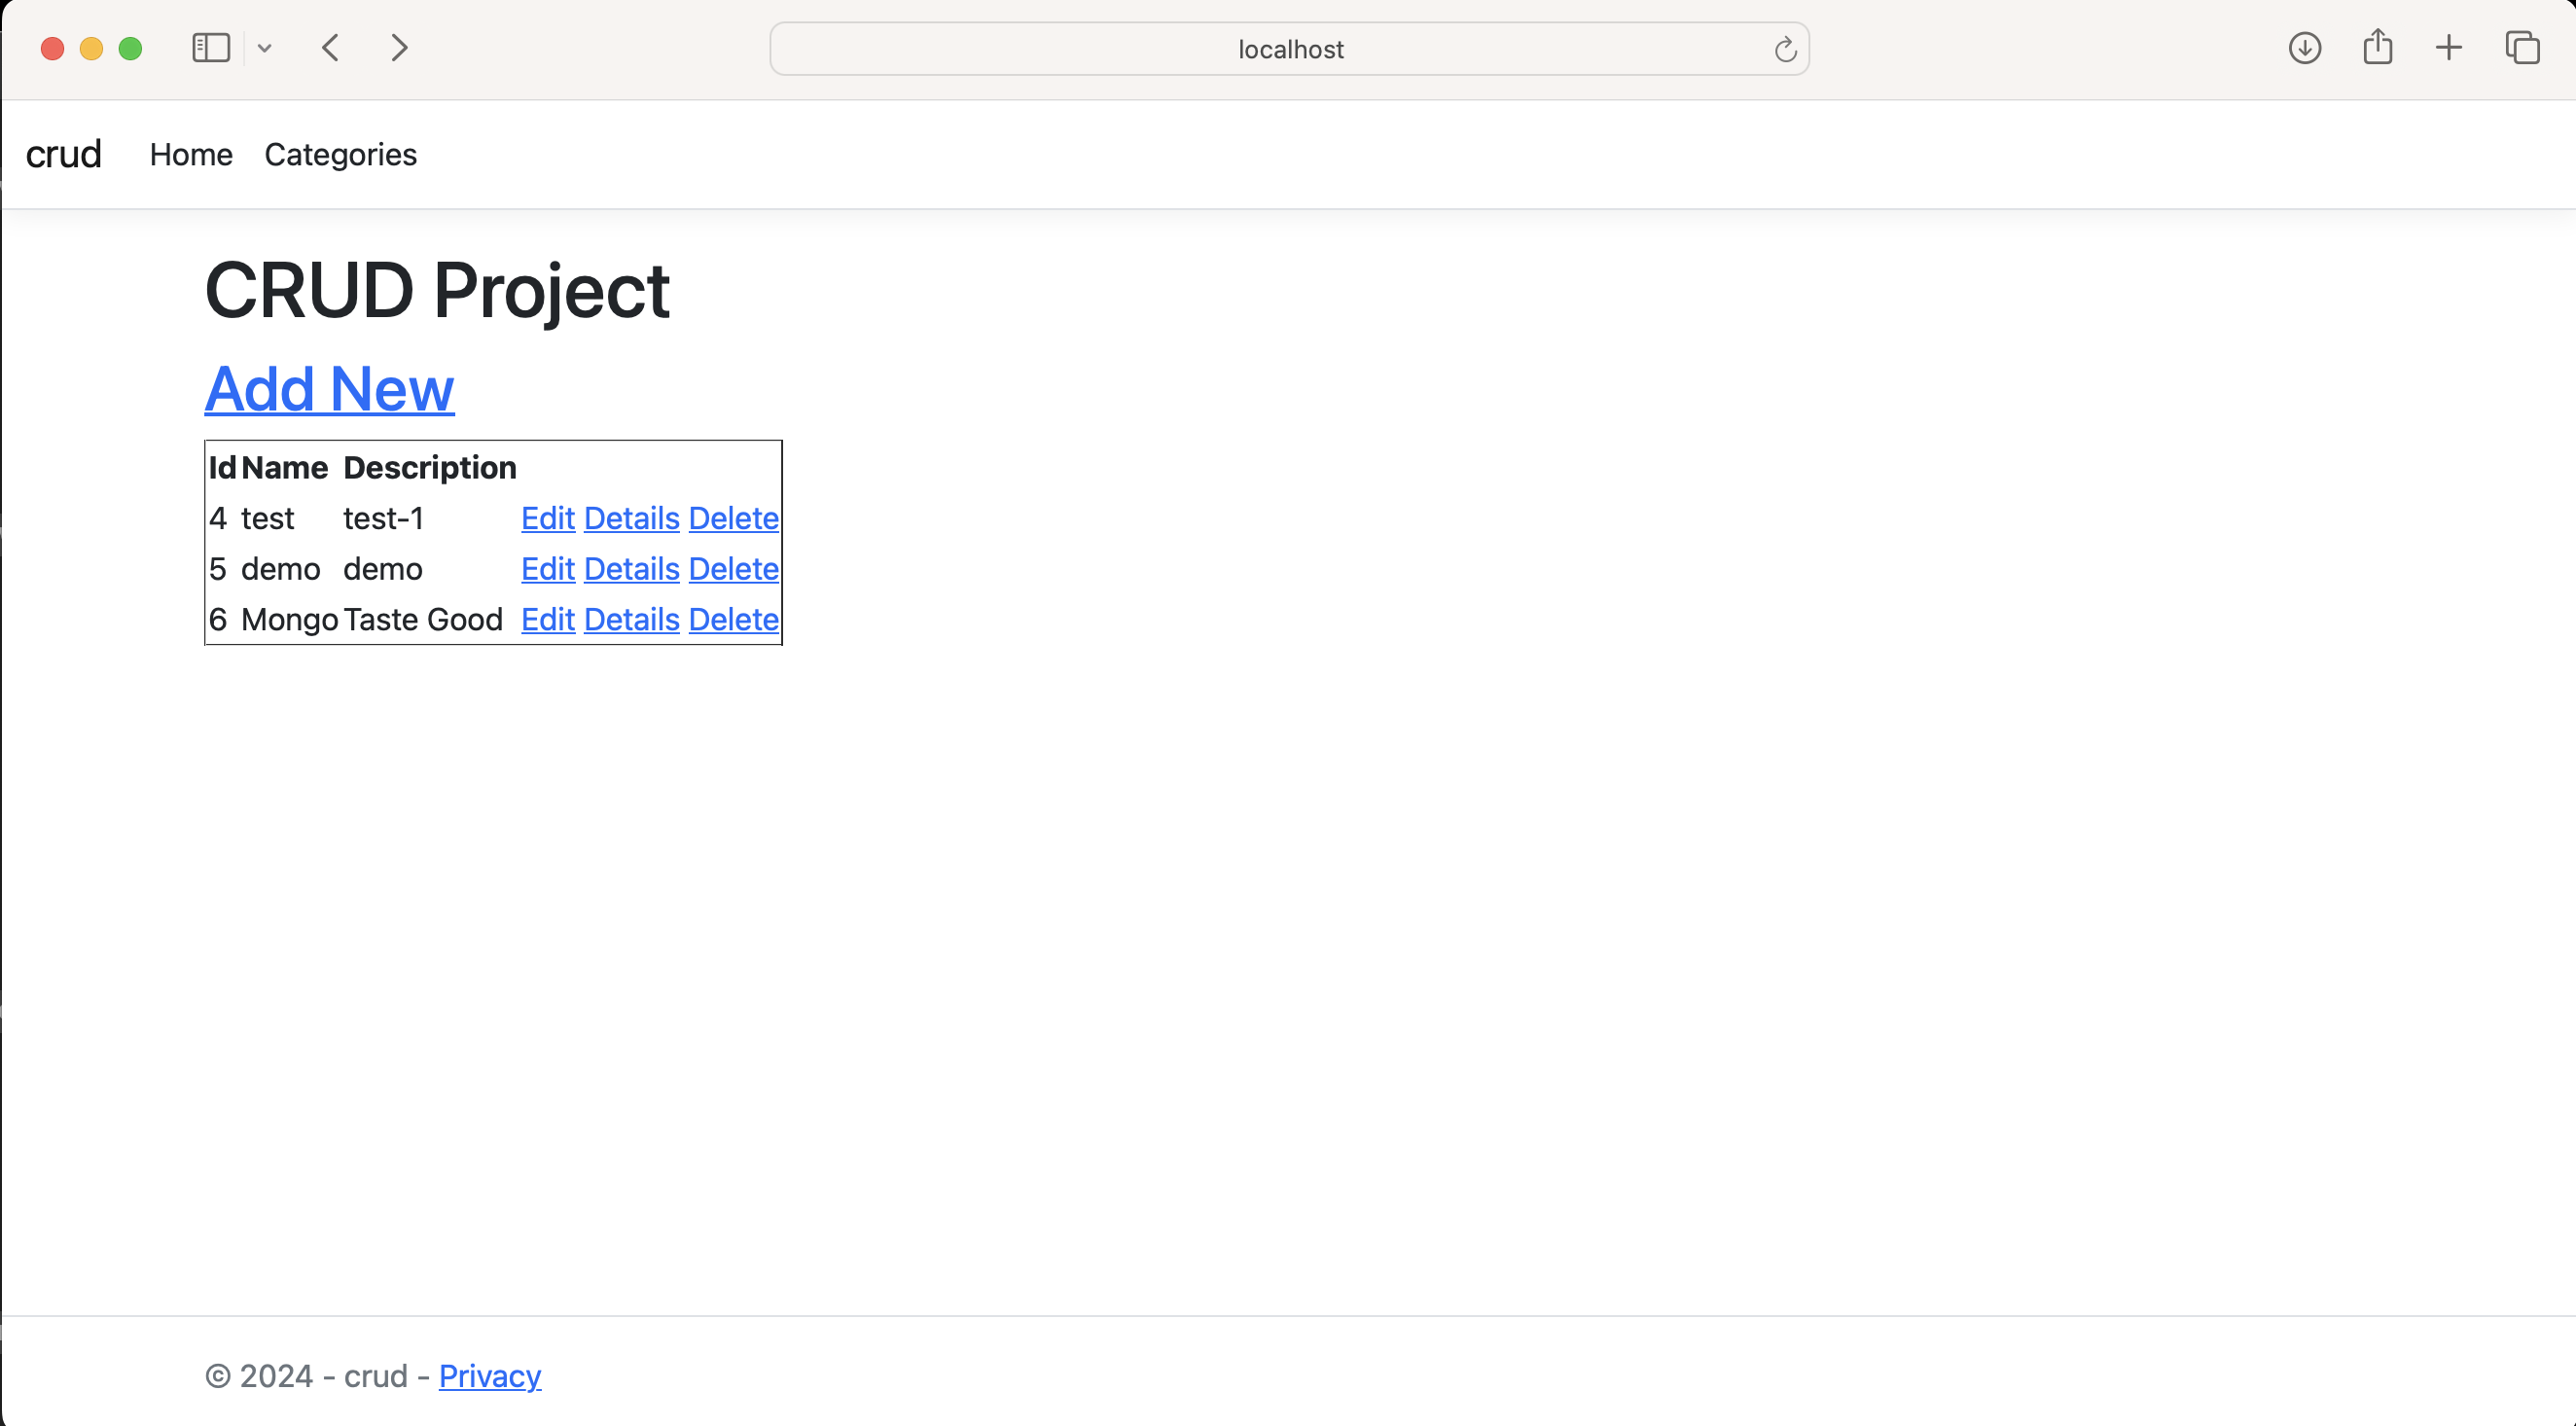 localhost
crud Home Categories
CRUD Project
Add New
Id Name Description
4 test test-1 Edit Details Delete
5 demo demo Edit Details Delete
6 Mongo Taste Good Edit Details Delete
© 2024 - crud - Privacy